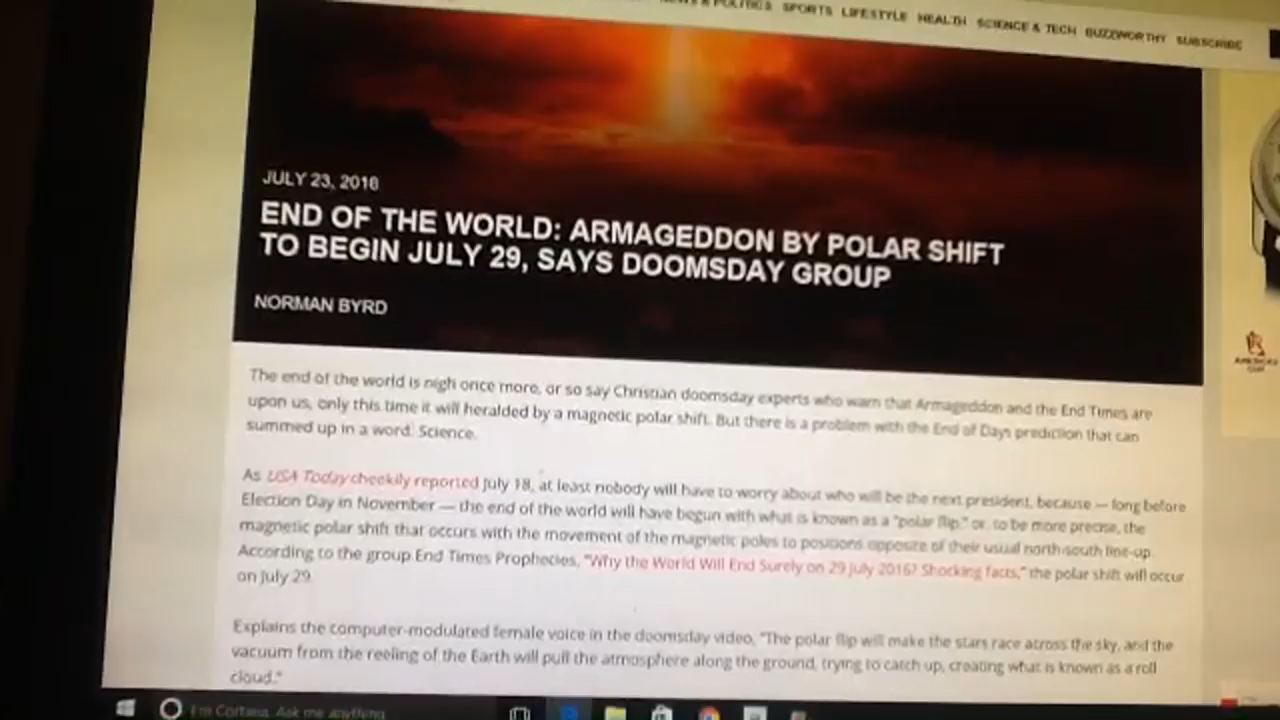 NEWS & POLITICS SPORTS LIFESTYLE HEALTH SCIENCE & TECH BUZZWORTHY SUBSCRIBE
JULY 23, 2016
END OF THE WORLD: ARMAGEDDON BY POLAR SHIFT
TO BEGIN JULY 29, SAYS DOOMSDAY GROUP
NORMAN BYRD
The end of the world is nigh once more, or so say Christian doomsday experts who warn that Armageddon and the End Times are
upon us, only this time it will heralded by a magnetic polar shift. But there is a problem with the End of Days prediction that can
summed up in a word: Science.
As USA Today cheekily reported July 18, at least nobody will have to worry about who will be the next president, because — long before
Election Day in November — the end of the world will have begun with what is known as a "polar flip," or, to be more precise, the
magnetic polar shift that occurs with the movement of the magnetic poles to positions opposite of their usual north-south line-up.
According to the group End Times Prophecies, "Why the World Will End Surely on 29 July 2016? Shocking facts," the polar shift will occur
on July 29.
Explains the computer-modulated female voice in the doomsday video, "The polar flip will make the stars race across the sky, and the
vacuum from the reeling of the Earth will pull the atmosphere along the ground, trying to catch up, creating what is known as a roll
cloud."
AMERICA'S
CUP
I'm Cortana. Ask me anything.